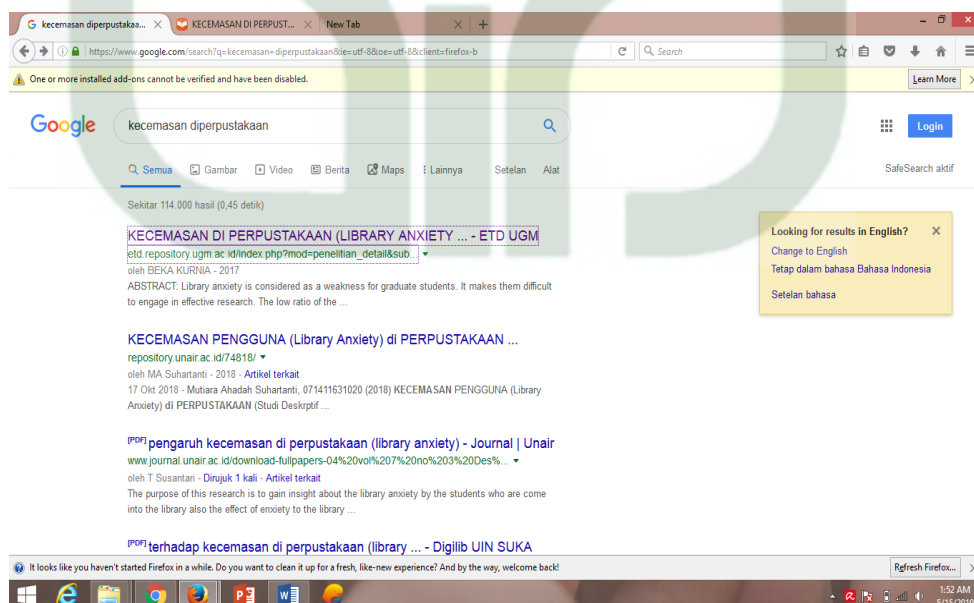 kecemasan diperpustakaa...
KECEMASAN DI PERPUST...
New Tab
https://www.google.com/search?q=kecemasan+diperpustakaan&ie=utf-8&oe=utf-8&client=firefox-b
Search
One or more installed add-ons cannot be verified and have been disabled.
Learn More
Google
kecemasan diperpustakaan
Login
Semua Gambar Video Berita Maps Lainnya Setelan Alat
SafeSearch aktif
Sekitar 114.000 hasil (0,45 detik)
KECEMASAN DI PERPUSTAKAAN (LIBRARY ANXIETY ... - ETD UGM
etd.repository.ugm.ac.id/index.php?mod=penelitian_detail&sub...
oleh BEKA KURNIA - 2017
ABSTRACT: Library anxiety is considered as a weakness for graduate students. It makes them difficult
to engage in effective research. The low ratio of the ...
Looking for results in English?
Change to English
Tetap dalam bahasa Bahasa Indonesia
Setelan bahasa
KECEMASAN PENGGUNA (Library Anxiety) di PERPUSTAKAAN ...
repository.unair.ac.id/74818/
oleh MA Suhartanti - 2018 - Artikel terkait
17 Okt 2018 - Mutiara Ahadah Suhartanti, 071411631020 (2018) KECEMASAN PENGGUNA (Library
Anxiety) di PERPUSTAKAAN (Studi Deskrptif ...
[PDF] pengaruh kecemasan di perpustakaan (library anxiety) - Journal | Unair
www.journal.unair.ac.id/download-fullpapers-04%20vol%207%20no%203%20Des%...
oleh T Susantari - Dirujuk 1 kali - Artikel terkait
The purpose of this research is to gain insight about the library anxiety by the students who are come
into the library also the effect of enxiety to the library ...
[PDF] terhadap kecemasan di perpustakaan (library ... - Digilib UIN SUKA
It looks like you haven't started Firefox in a while. Do you want to clean it up for a fresh, like-new experience? And by the way, welcome back!
Refresh Firefox...
1:52 AM